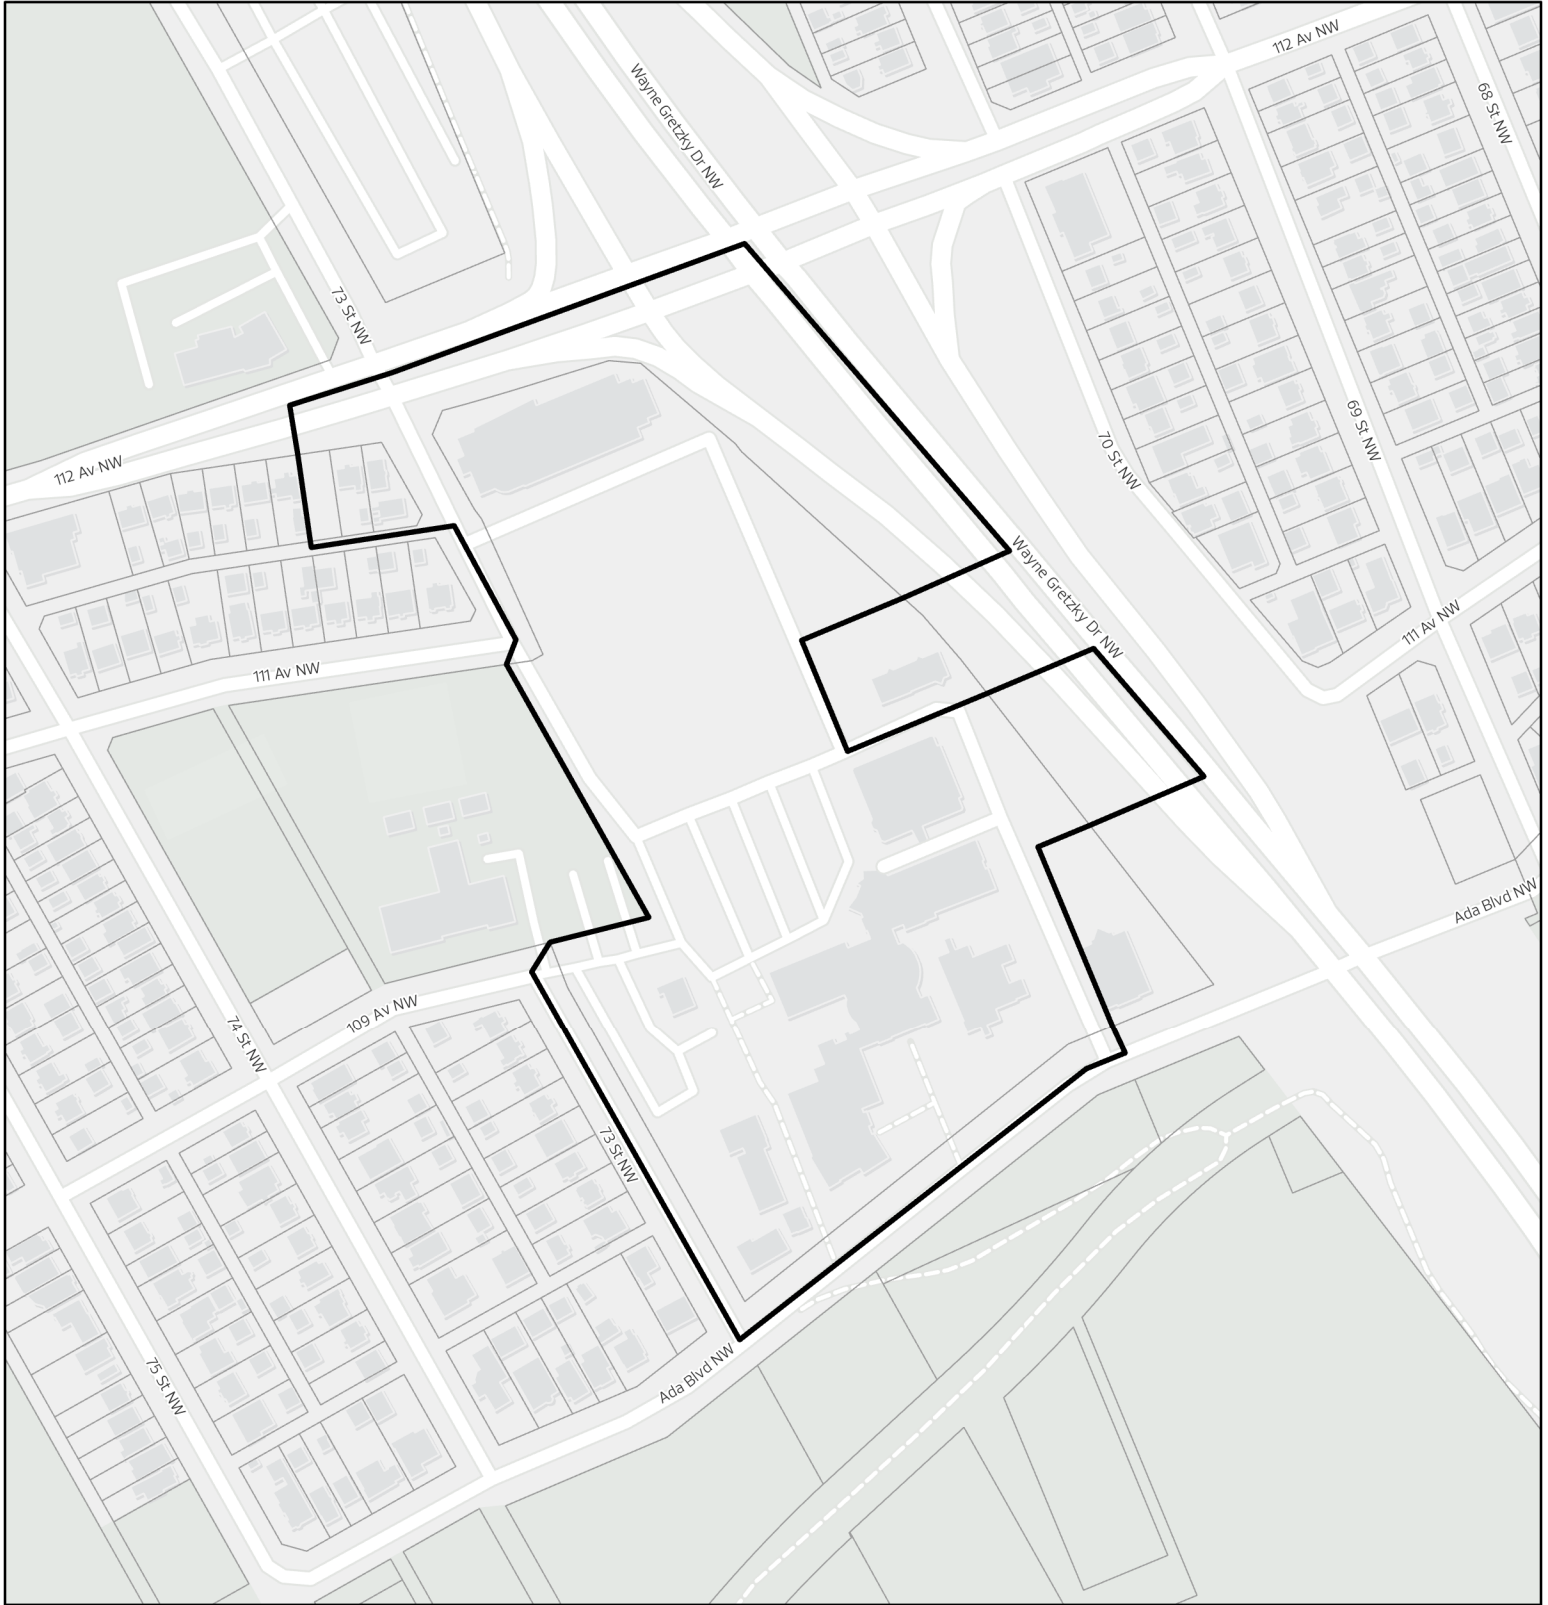 112 Av NW
68 St NW
Wayne Gretzky Dr NW
73 St NW
69 St NW
70 St NW
112 Av NW
Wayne Gretzky Dr NW
111 Av NW
111 Av NW
Ada Blvd NW
109 Av NW
74 St NW
73 St NW
Ada Blvd NW
75 St NW